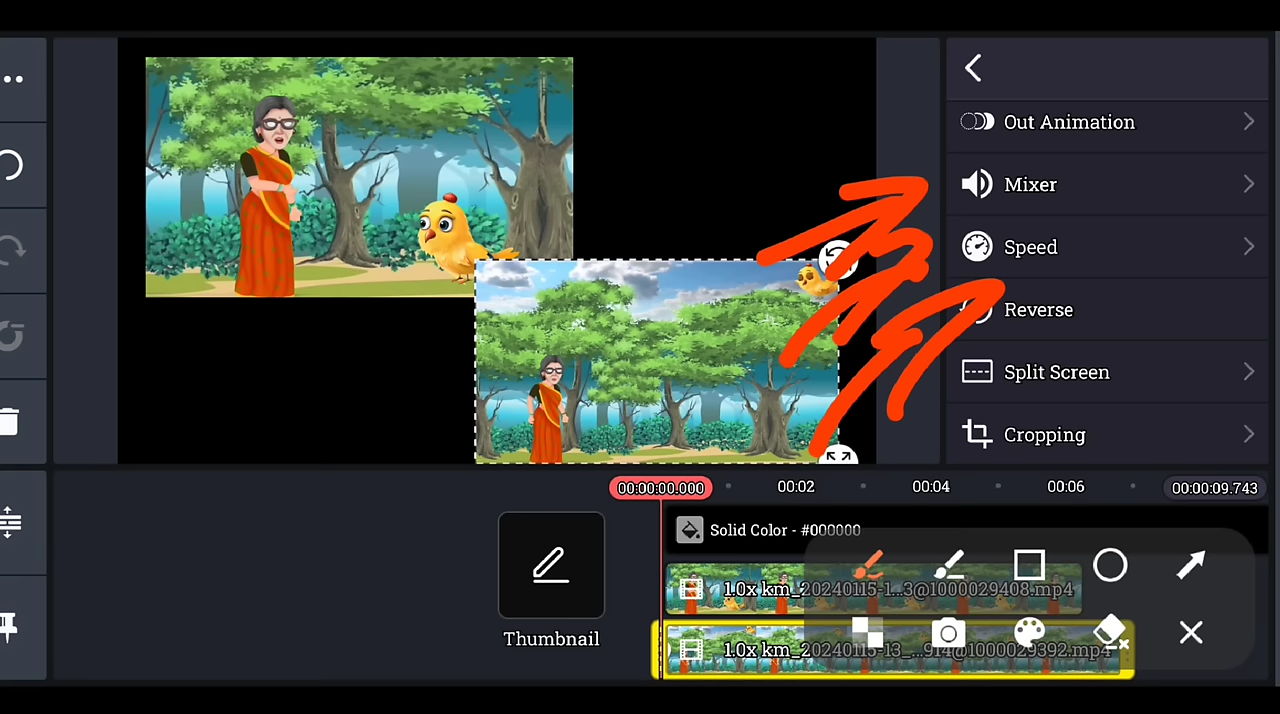 Out Animation
Mixer
Speed
Reverse
Split Screen
Cropping
00:00:00.000
00:02
00:04
00:06
00:00:09.743
Solid Color - #000000
1.0x km_20240115-1...3@1000029408.mp4
Thumbnail
1.0x km_20240115-13_...914@1000029392.mp4